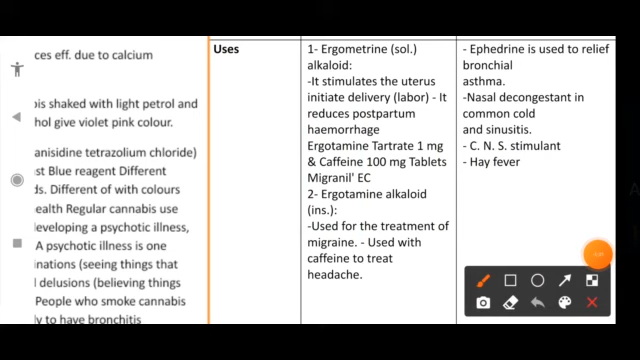 ces eff. due to calcium
bis shaked with light petrol and
hol give violet pink colour.
anisidine tetrazolium chloride)
st Blue reagent Different
ds. Different of with colours
ealth Regular cannabis use
eveloping a psychotic illness,
A psychotic illness is one
inations (seeing things that
delusions (believing things
People who smoke cannabis
ly to have bronchitis
Uses
1- Ergometrine (sol.)
alkaloid:
-It stimulates the uterus
initiate delivery (labor) - It
reduces postpartum
haemorrhage
Ergotamine Tartrate 1 mg
& Caffeine 100 mg Tablets
Migranil' EC
2- Ergotamine alkaloid
(ins.):
-Used for the treatment of
migraine. - Used with
caffeine to treat
headache.
- Ephedrine is used to relief
bronchial
asthma.
-Nasal decongestant in
common cold
and sinusitis.
- C. N. S. stimulant
- Hay fever